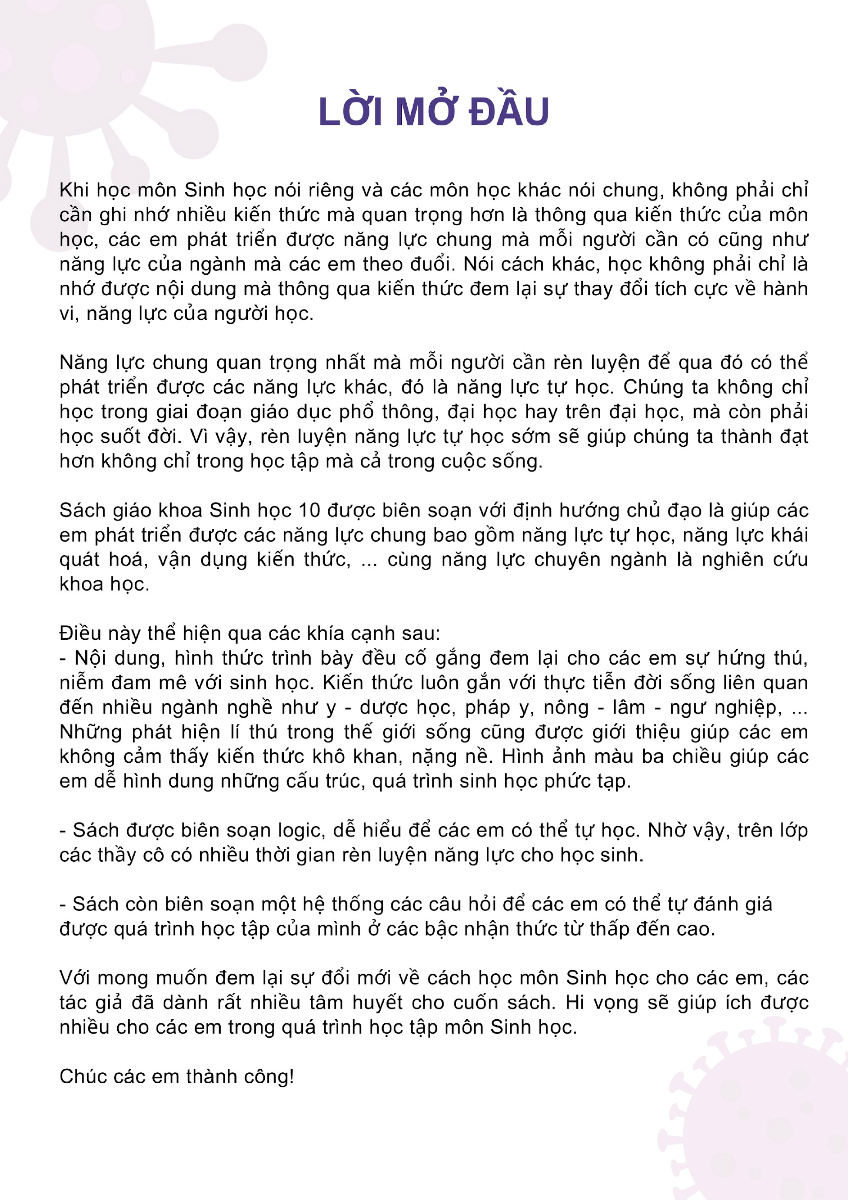 LỜI MỞ ĐẦU
Khi học môn Sinh học nói riêng và các môn học khác nói chung, không phải chỉ
cần ghi nhớ nhiều kiến thức mà quan trọng hơn là thông qua kiến thức của môn
học, các em phát triển được năng lực chung mà mỗi người cần có cũng như
năng lực của ngành mà các em theo đuổi. Nói cách khác, học không phải chỉ là
nhớ được nội dung mà thông qua kiến thức đem lại sự thay đổi tích cực về hành
vi, năng lực của người học.
Năng lực chung quan trọng nhất mà mỗi người cần rèn luyện để qua đó có thể
phát triển được các năng lực khác, đó là năng lực tự học. Chúng ta không chỉ
học trong giai đoạn giáo dục phổ thông, đại học hay trên đại học, mà còn phải
học suốt đời. Vì vậy, rèn luyện năng lực tự học sớm sẽ giúp chúng ta thành đạt
hơn không chỉ trong học tập mà cả trong cuộc sống.
Sách giáo khoa Sinh học 10 được biên soạn với định hướng chủ đạo là giúp các
em phát triển được các năng lực chung bao gồm năng lực tự học, năng lực khái
quát hoá, vận dụng kiến thức, ... cùng năng lực chuyên ngành là nghiên cứu
khoa học.
Điều này thể hiện qua các khía cạnh sau:
- Nội dung, hình thức trình bày đều cố gắng đem lại cho các em sự hứng thú,
niễm đam mê với sinh học. Kiến thức luôn gắn với thực tiễn đời sống liên quan
đến nhiều ngành nghề như y - dược học, pháp y, nông - lâm - ngư nghiệp, ...
Những phát hiện lí thú trong thế giới sống cũng được giới thiệu giúp các em
không cảm thấy kiến thức khô khan, nặng nề. Hình ảnh màu ba chiều giúp các
em dễ hình dung những cấu trúc, quá trình sinh học phức tạp.
- Sách được biên soạn logic, dễ hiểu để các em có thể tự học. Nhờ vậy, trên lớp
các thầy cô có nhiều thời gian rèn luyện năng lực cho học sinh.
- Sách còn biên soạn một hệ thống các câu hỏi để các em có thể tự đánh giá
được quá trình học tập của mình ở các bậc nhận thức từ thấp đến cao.
Với mong muốn đem lại sự đổi mới về cách học môn Sinh học cho các em, các
tác giả đã dành rất nhiều tâm huyết cho cuốn sách. Hi vọng sẽ giúp ích được
nhiều cho các em trong quá trình học tập môn Sinh học.
Chúc các em thành công!